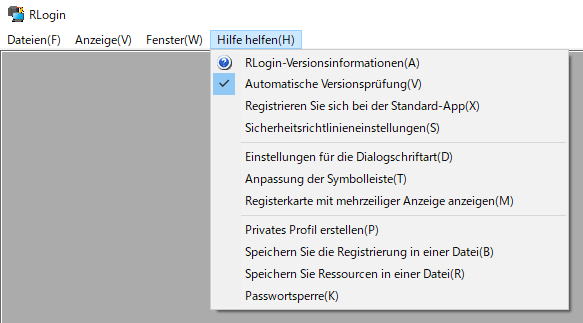 RLogin
Dateien(F) Anzeige(V) Fenster(W) Hilfe helfen(H)
RLogin-Versionsinformationen(A)
Automatische Versionsprüfung(V)
Registrieren Sie sich bei der Standard-App(X)
Sicherheitsrichtlinieneinstellungen(S)
Einstellungen für die Dialogschriftart(D)
Anpassung der Symbolleiste(T)
Registerkarte mit mehrzeiliger Anzeige anzeigen(M)
Privates Profil erstellen(P)
Speichern Sie die Registrierung in einer Datei(B)
Speichern Sie Ressourcen in einer Datei(R)
Passwortsperre(K)